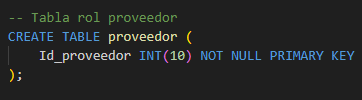 -- Tabla rol proveedor
CREATE TABLE proveedor (
    Id_proveedor INT(10) NOT NULL PRIMARY KEY
);